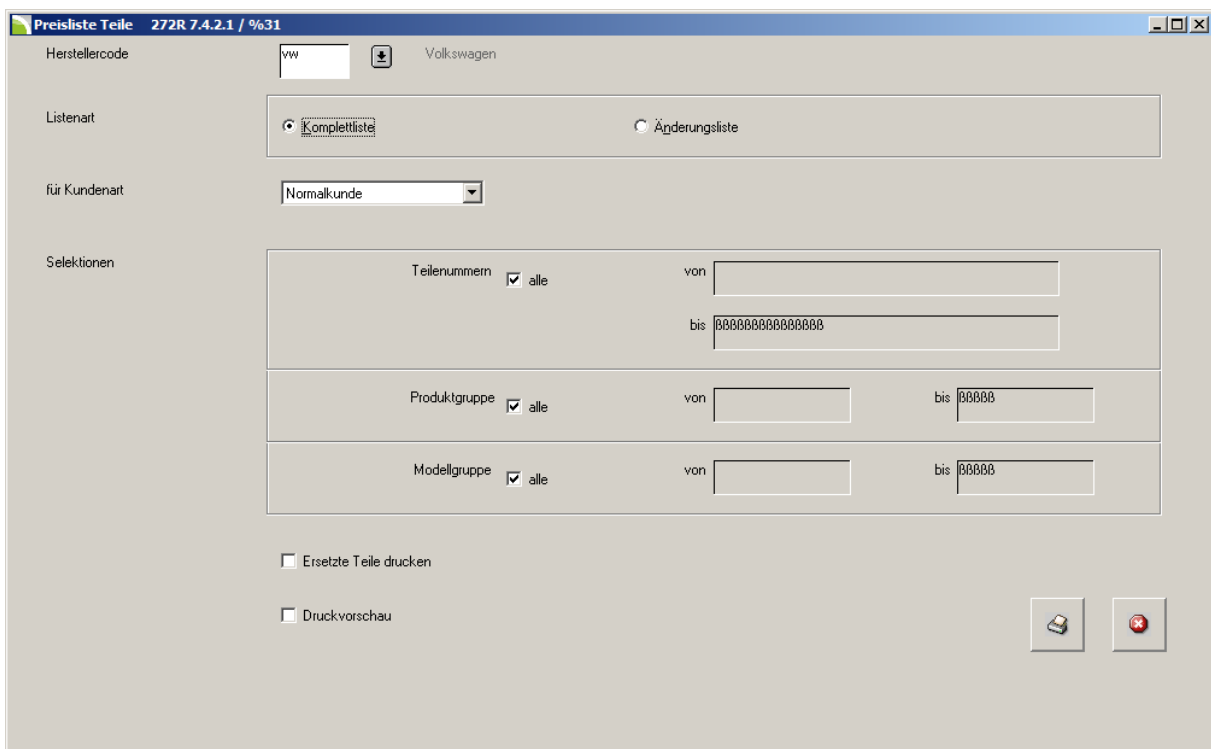 Preisliste Teile 272R 7.4.2.1 / %31
Herstellercode vw Volkswagen
Listenart Komplettliste Änderungsliste
für Kundenart Normalkunde
Selektionen Teilenummern alle von
bis ßßßßßßßßßßßßßßß
Produktgruppe alle von bis ßßßßß
Modellgruppe alle von bis ßßßßß
Ersetzte Teile drucken
Druckvorschau